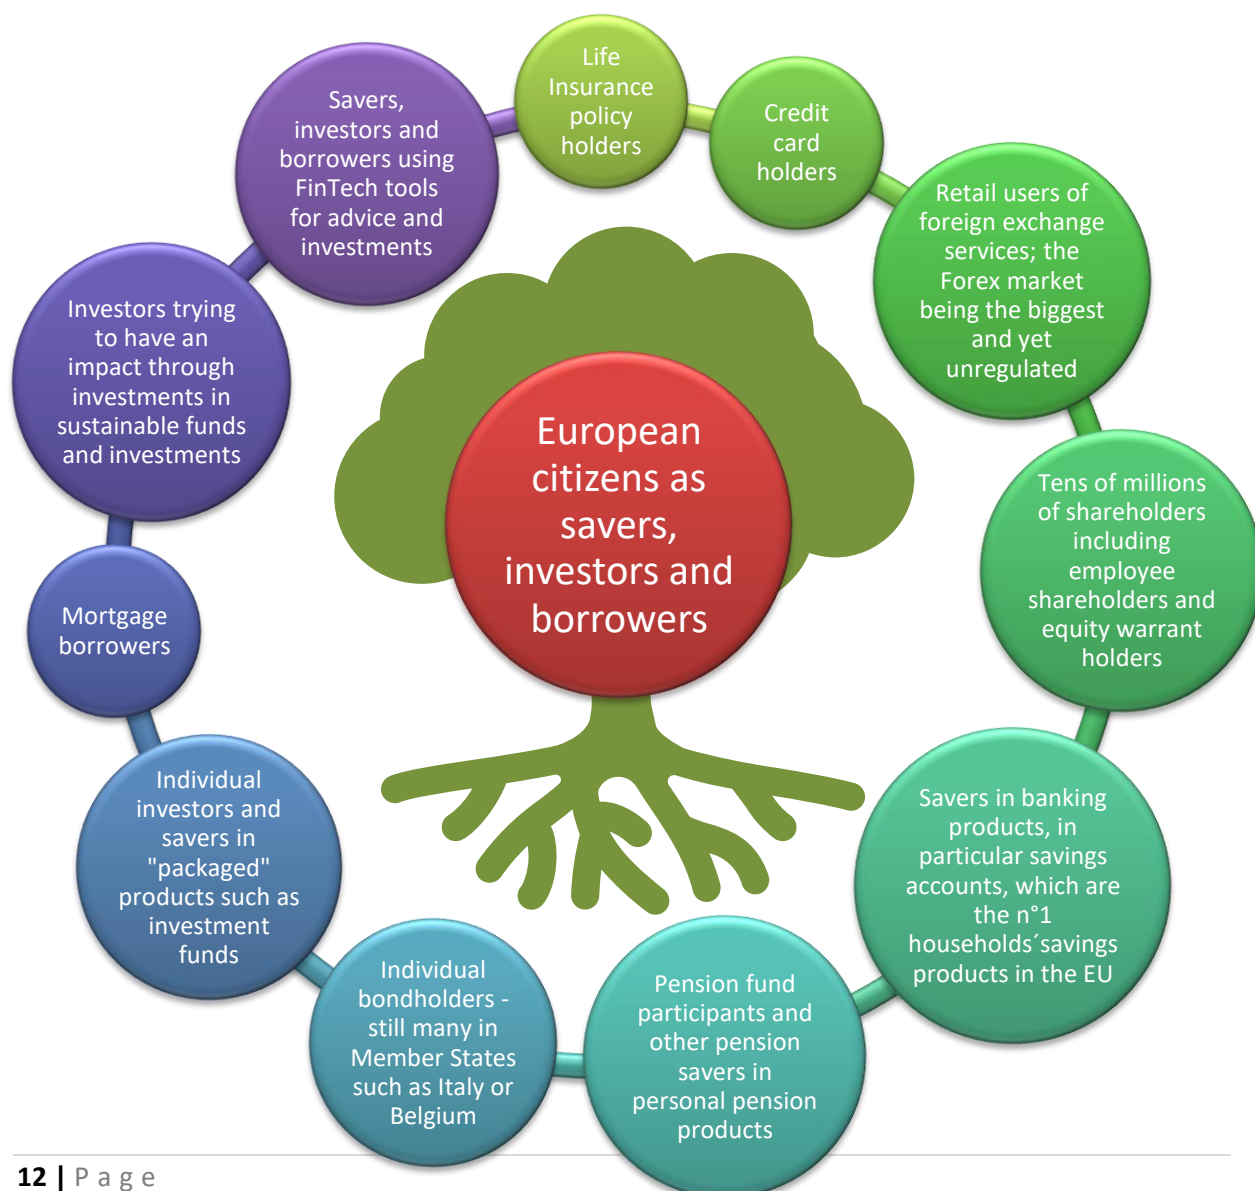 Life
Insurance
policy
holders
Credit
card
holders
Retail users of
foreign exchange
services; the
Forex market
being the biggest
and yet
unregulated
Tens of millions
of shareholders
including
employee
shareholders and
equity warrant
holders
Savers in banking
products, in
particular savings
accounts, which are
the n°1
households´savings
products in the EU
Pension fund
participants and
other pension
savers in
personal pension
products
Individual
bondholders -
still many in
Member States
such as Italy or
Belgium
Individual
investors and
savers in
"packaged"
products such as
investment
funds
Mortgage
borrowers
Investors trying
to have an
impact through
investments in
sustainable funds
and investments
Savers,
investors and
borrowers using
FinTech tools
for advice and
investments
European
citizens as
savers,
investors and
borrowers
12 | P a g e